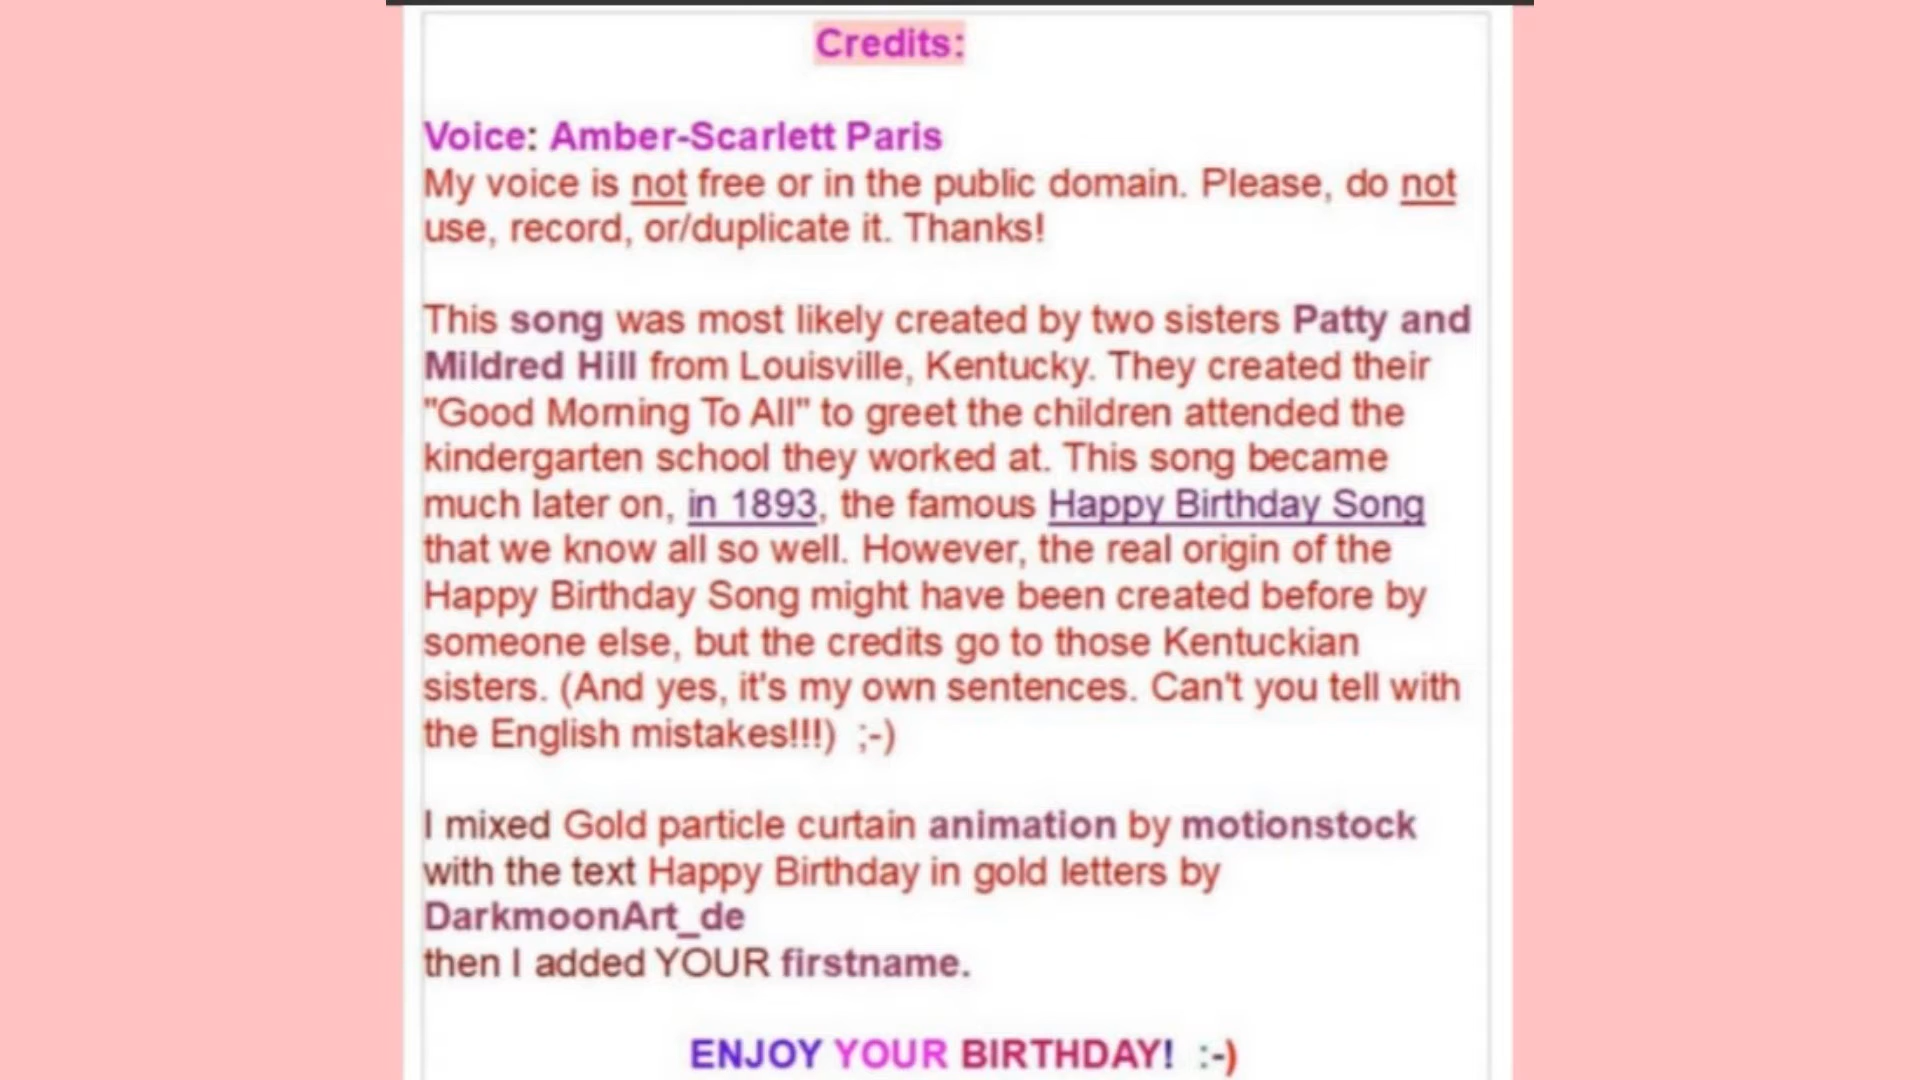 Credits:
Voice: Amber-Scarlett Paris
My voice is not free or in the public domain. Please, do not
use, record, or/duplicate it. Thanks!
This song was most likely created by two sisters Patty and
Mildred Hill from Louisville, Kentucky. They created their
"Good Morning To All" to greet the children attended the
kindergarten school they worked at. This song became
much later on, in 1893, the famous Happy Birthday Song
that we know all so well. However, the real origin of the
Happy Birthday Song might have been created before by
someone else, but the credits go to those Kentuckian
sisters. (And yes, it's my own sentences. Can't you tell with
the English mistakes!!!) ;-)
I mixed Gold particle curtain animation by motionstock
with the text Happy Birthday in gold letters by
DarkmoonArt_de
then I added YOUR firstname.
ENJOY YOUR BIRTHDAY! :-)